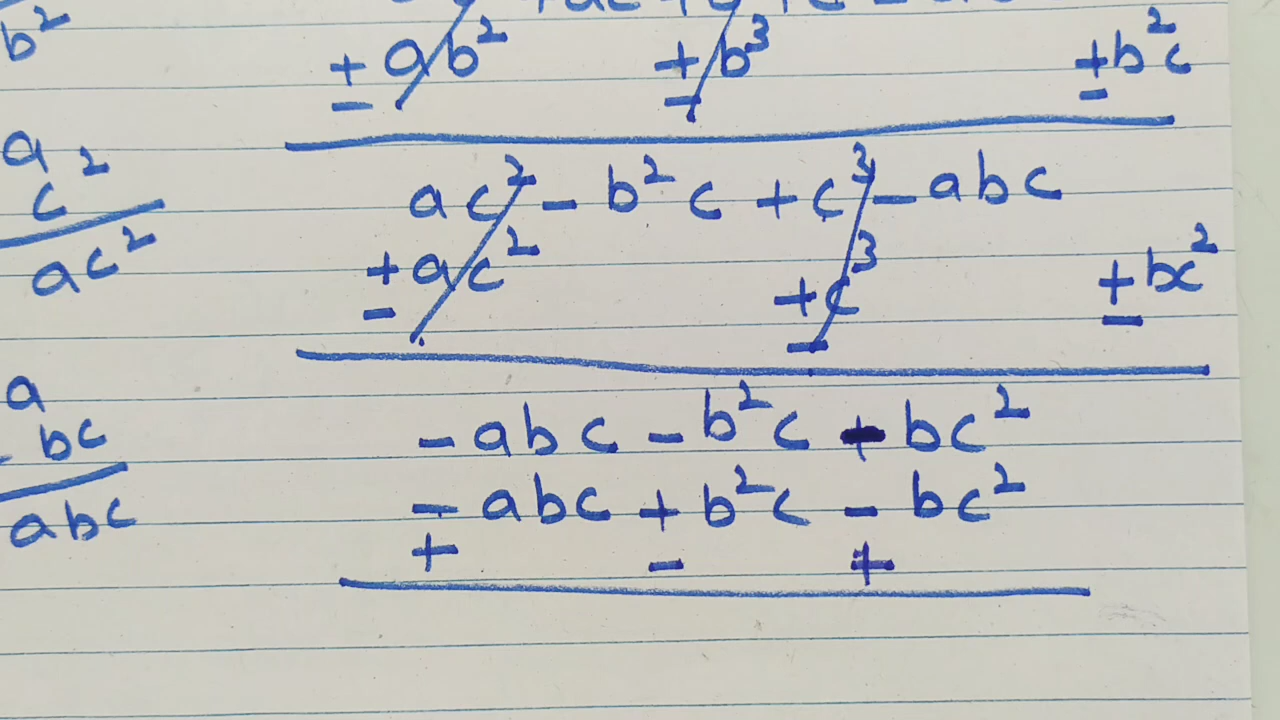 b²
± ab² ± b³ ± b²c
a
c²
ac²
ac² - b²c + c³ - abc
± ac² ± c³ ± bc²
a
- bc
abc
- abc - b²c - bc²
- abc + b²c - bc²
+ - +